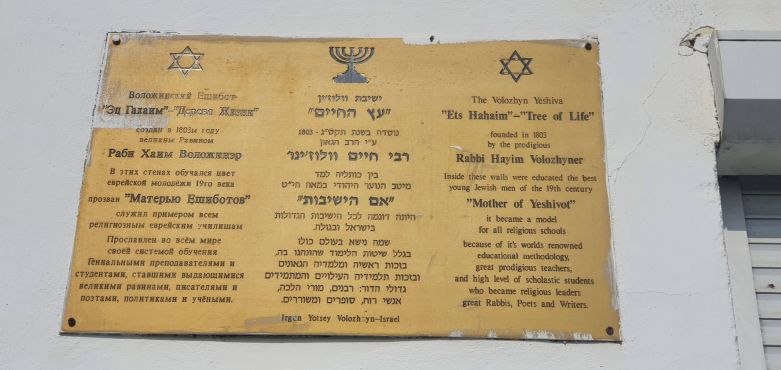 Воложинский Ешибот
"Эц Гахаим"-"Дерево Жизни"
создан в 1803м году
великим Равином
Раби Хаим Воложинэр
В этих стенах обучался цвет
еврейской молодёжи 19го века
прозван "Матерью Ешиботов"
служил примером всем
религиозным еврейским училишам
Прославлен во всём мире
своей системой обучения
Гениальными преподавателями и
студентами, ставшими выдающимися
великими равинами, писателями и
поэтами, политиками и учёными.
ישיבת וולוז'ין
"עץ החיים"
נוסדה בשנת תקס"ג - 1803
ע"י הרב הגאון
רבי חיים וולוז'ינר
בין כותליה למד
מיטב הנוער היהודי במאה הי"ט
"אם הישיבות"
היתה דוגמה לכל הישיבות הגדולות
בישראל ובגולה.
שמה נישא בעולם כולו
בגלל שיטות הלימוד שהונהגו בה,
בזכות ראשיה ומלמדיה הגאונים
ובזכות תלמידיה העילויים והמתמידים
גדולי הדור: רבנים, מורי הלכה,
אנשי רוח, סופרים ומשוררים.
The Volozhyn Yeshiva
"Ets Hahaim"-"Tree of Life"
founded in 1803
by the prodigious
Rabbi Hayim Volozhyner
Inside these walls were educated the best
young Jewish men of the 19th century
"Mother of Yeshivot"
it became a model
for all religious schools
because of it's worlds renowned
educational methodology,
great prodigious teachers,
and high level of scholastic students
who became religious leaders
great Rabbis, Poets and Writers.
Irgun Yotsey Volozhyn-Israel